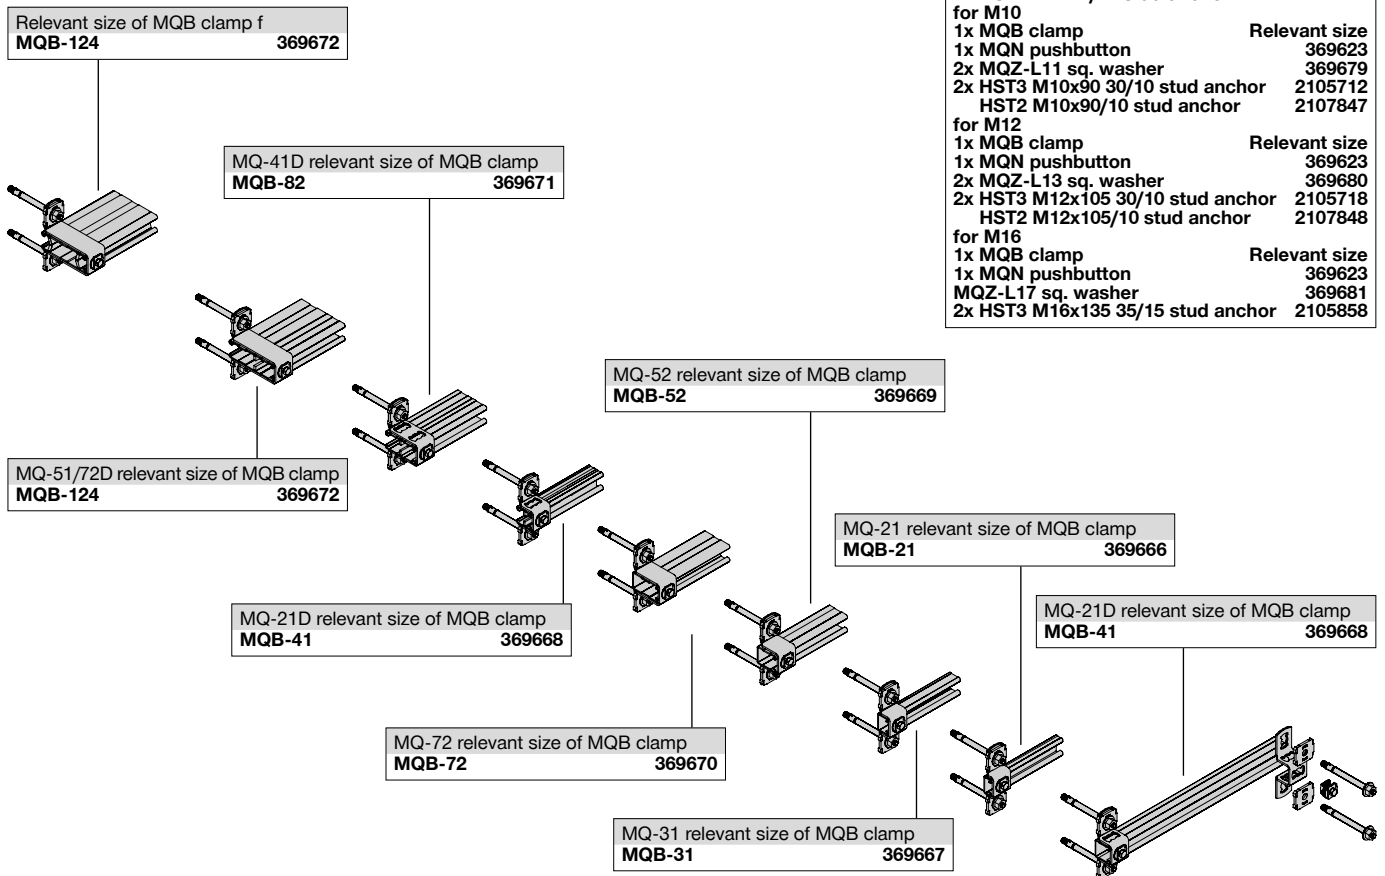 Relevant size of MQB clamp f
MQB-124 369672
MQ-41D relevant size of MQB clamp
MQB-82 369671
for M10
1x MQB clamp Relevant size
1x MQN pushbutton 369623
2x MQZ-L11 sq. washer 369679
2x HST3 M10x90 30/10 stud anchor 2105712
HST2 M10x90/10 stud anchor 2107847
for M12
1x MQB clamp Relevant size
1x MQN pushbutton 369623
2x MQZ-L13 sq. washer 369680
2x HST3 M12x105 30/10 stud anchor 2105718
HST2 M12x105/10 stud anchor 2107848
for M16
1x MQB clamp Relevant size
1x MQN pushbutton 369623
MQZ-L17 sq. washer 369681
2x HST3 M16x135 35/15 stud anchor 2105858
MQ-52 relevant size of MQB clamp
MQB-52 369669
MQ-51/72D relevant size of MQB clamp
MQB-124 369672
MQ-21 relevant size of MQB clamp
MQB-21 369666
MQ-21D relevant size of MQB clamp
MQB-41 369668
MQ-21D relevant size of MQB clamp
MQB-41 369668
MQ-72 relevant size of MQB clamp
MQB-72 369670
MQ-31 relevant size of MQB clamp
MQB-31 369667